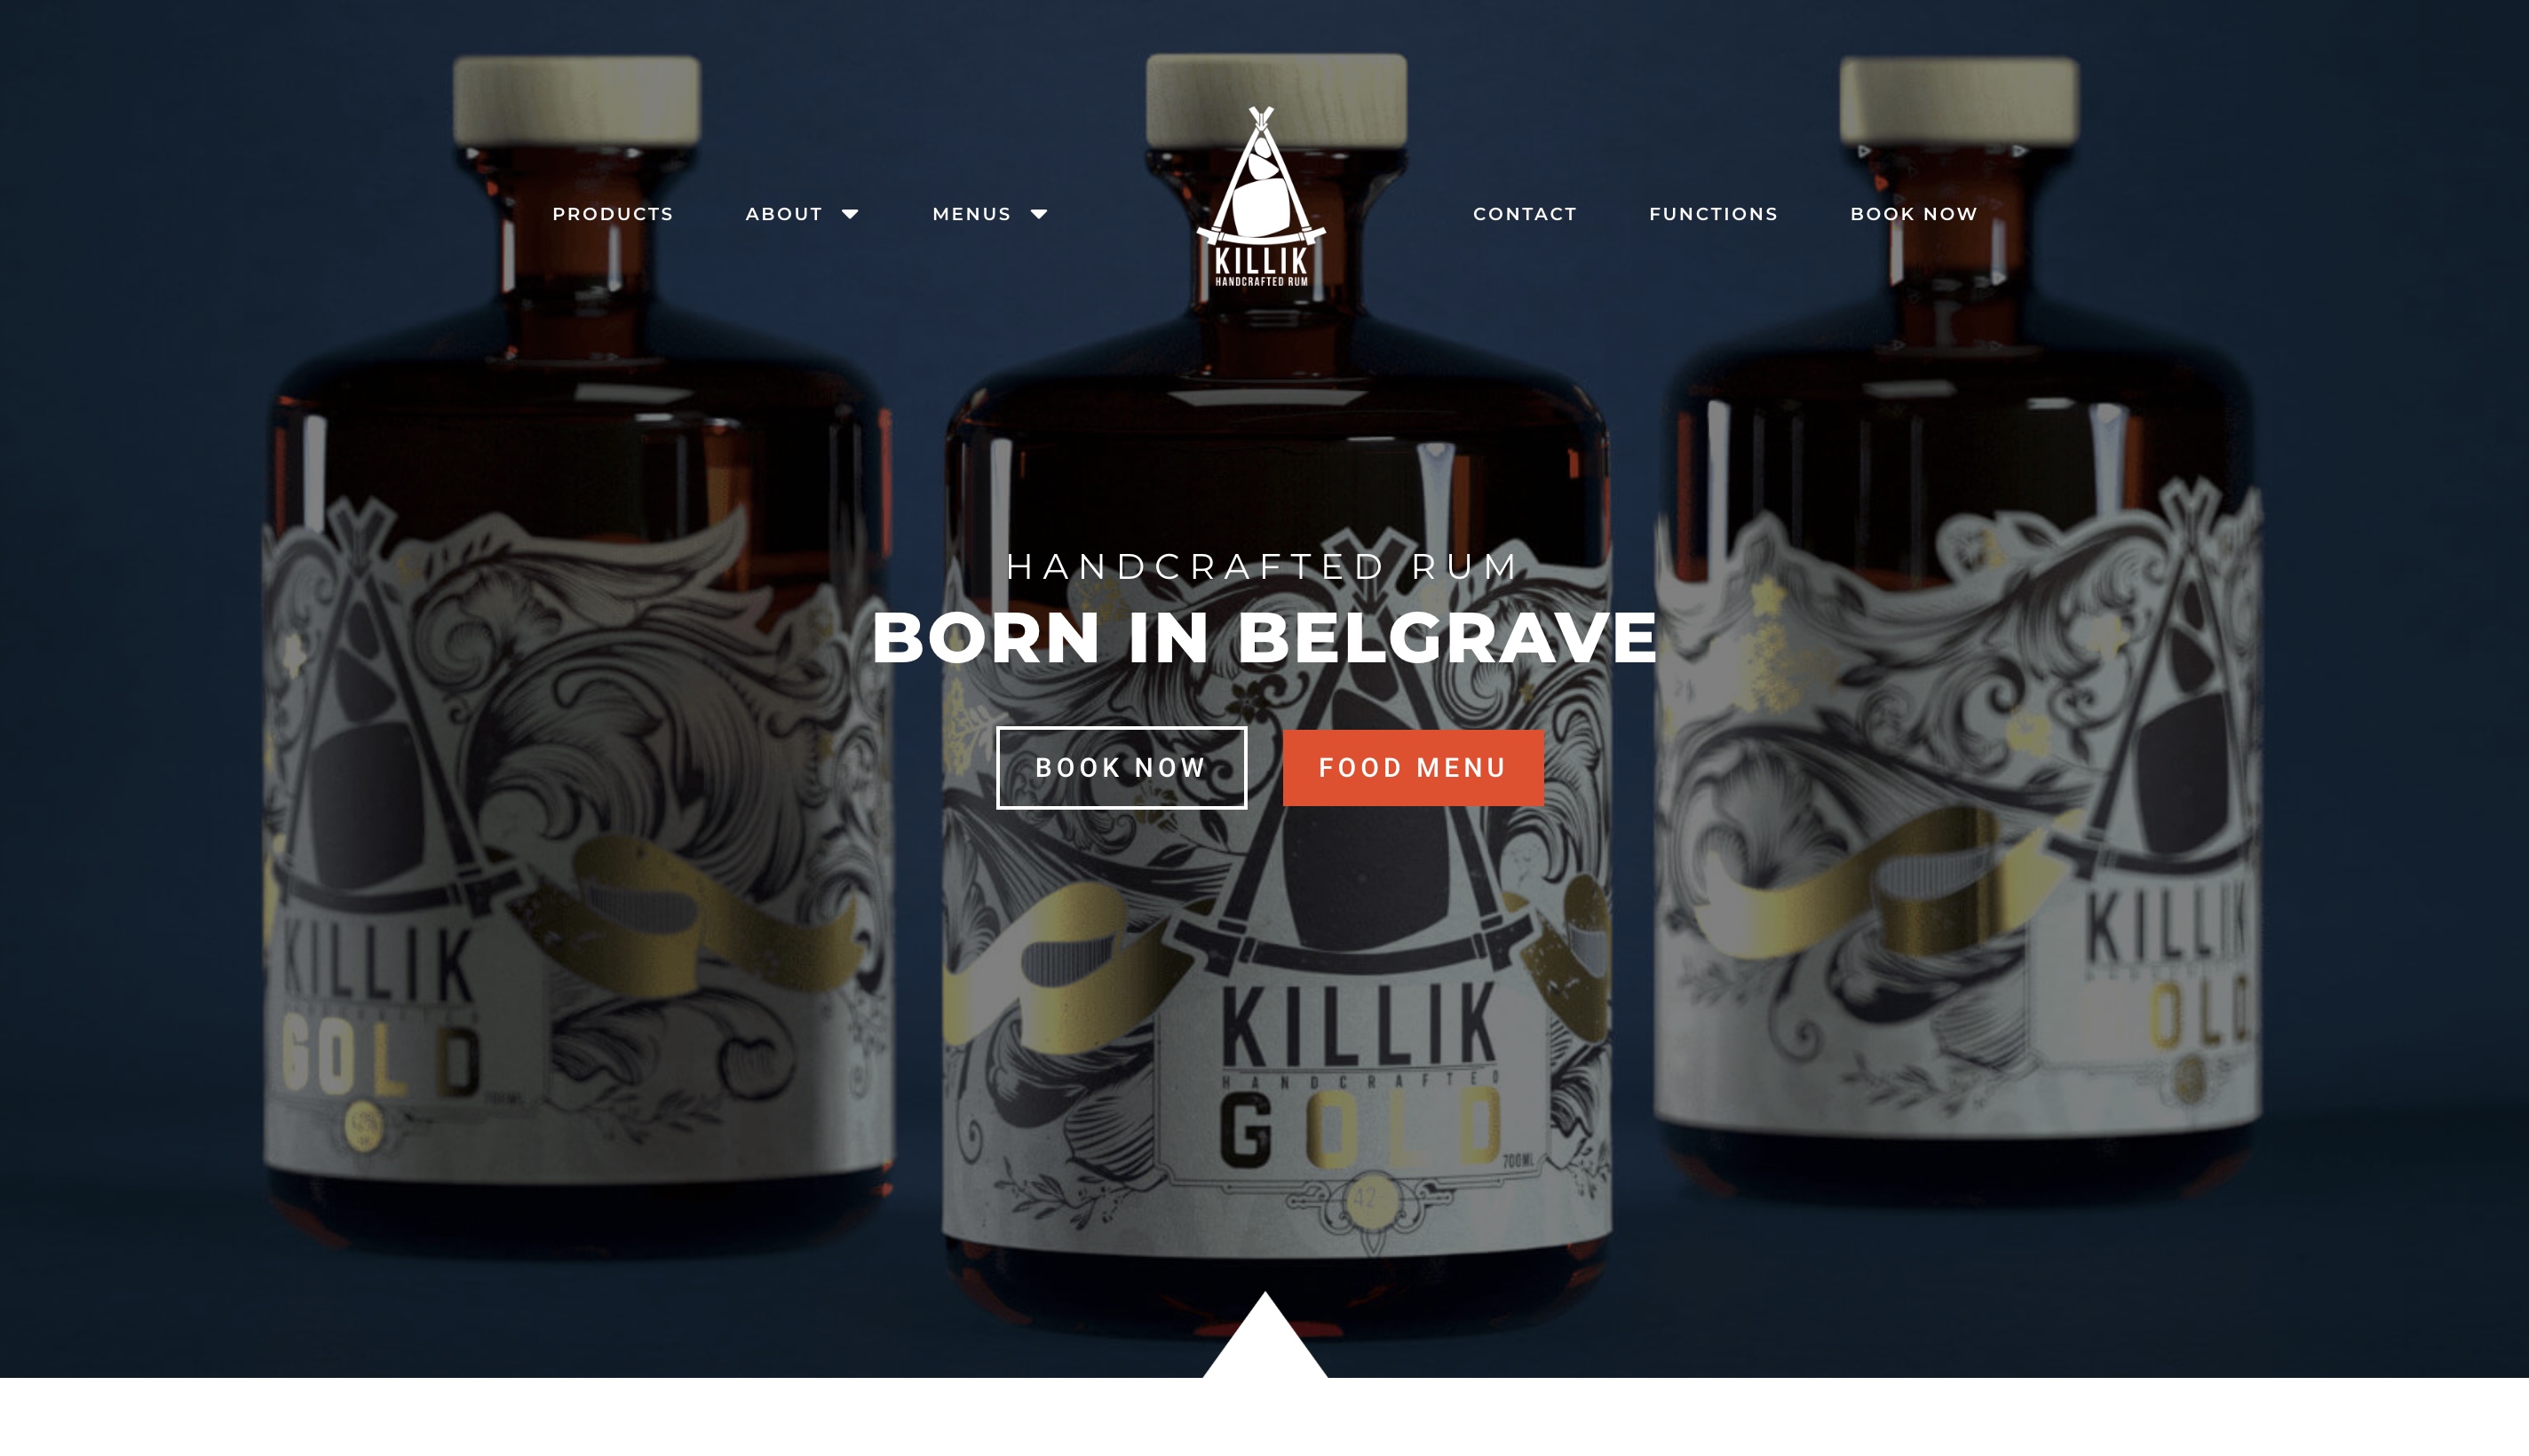 PRODUCTS ABOUT MENUS
KILLIK
HANDCRAFTED RUM
CONTACT FUNCTIONS BOOK NOW
HANDCRAFTED RUM
BORN IN BELGRAVE
BOOK NOW FOOD MENU
KILLIK
GOLD
700ML
KILLIK
HANDCRAFTED
GOLD
700ML
42
KILLIK
OLD